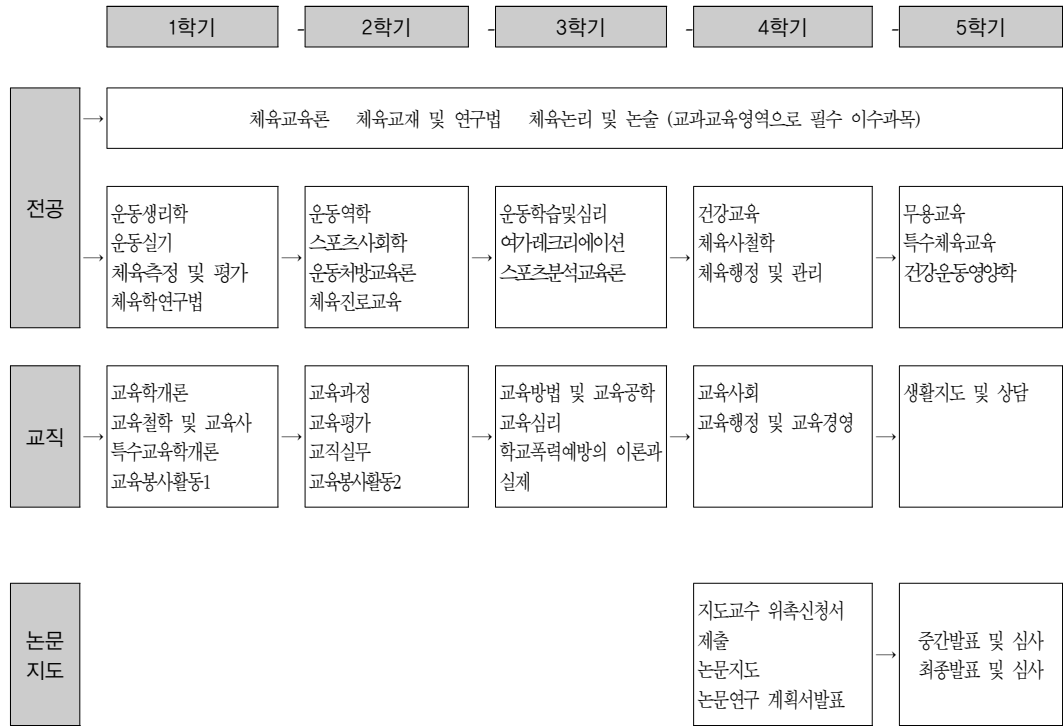 1학기 - 2학기 - 3학기 - 4학기 - 5학기
전공
→ 체육교육론 체육교재 및 연구법 체육논리 및 논술 (교과교육영역으로 필수 이수과목)
→
운동생리학
운동실기
체육측정 및 평가
체육학연구법
→
운동역학
스포츠사회학
운동처방교육론
체육진로교육
→
운동학습및심리
여가레크리에이션
스포츠분석교육론
→
건강교육
체육사철학
체육행정 및 관리
→
무용교육
특수체육교육
건강운동영양학
교직
→
교육학개론
교육철학 및 교육사
특수교육학개론
교육봉사활동1
→
교육과정
교육평가
교직실무
교육봉사활동2
→
교육방법 및 교육공학
교육심리
학교폭력예방의 이론과
실제
→
교육사회
교육행정 및 교육경영
→
생활지도 및 상담
논문
지도
지도교수 위촉신청서
제출
논문지도
논문연구 계획서발표
→
중간발표 및 심사
최종발표 및 심사